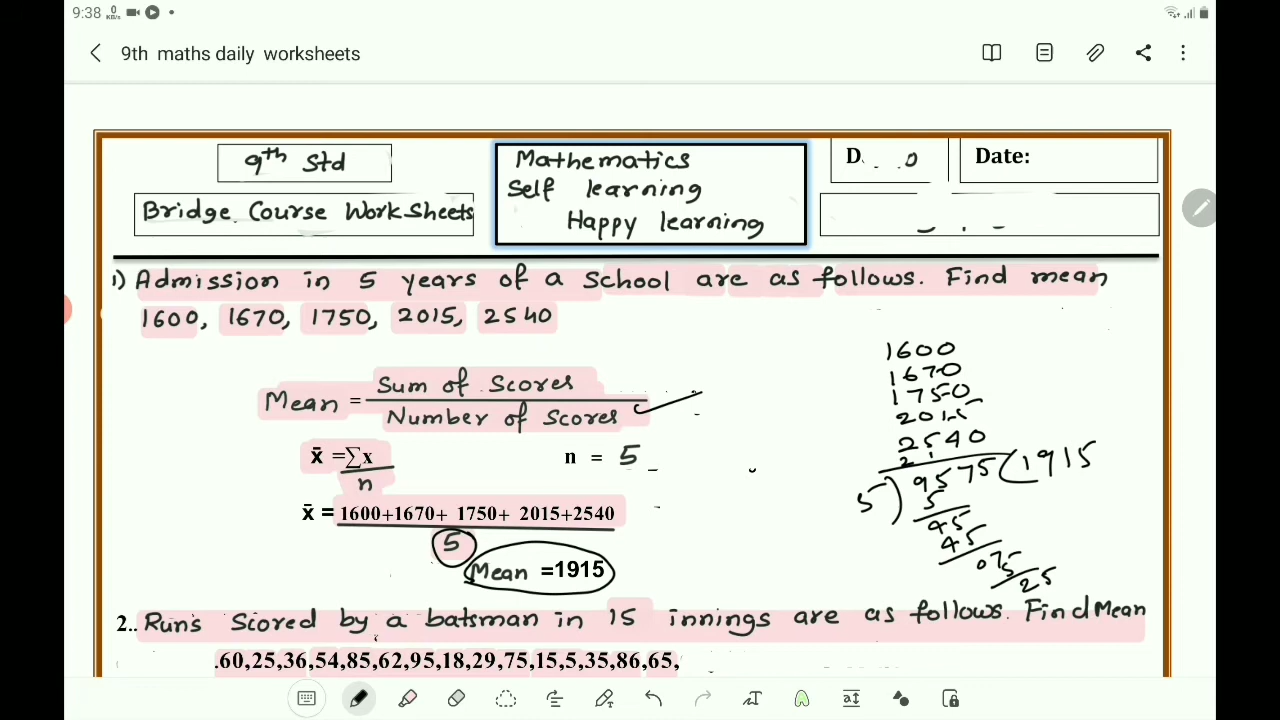 9:38 0 KB/s
9th maths daily worksheets
9th Std
Mathematics
Self learning
Happy learning
D 0
Date:
Bridge Course WorkSheets
1) Admission in 5 years of a School are as follows. Find mean
1600, 1670, 1750, 2015, 2540
1600
1670
1750
2015
2540
Mean = Sum of Scores
Number of Scores
x̄ =∑x
n
n = 5
5) 9575 (1915
5
45
45
075
25
x̄ = 1600+1670+ 1750+ 2015+2540
5
Mean =1915
2.. Runs Scored by a batsman in 15 innings are as follows. Find Mean
.60,25,36,54,85,62,95,18,29,75,15,5,35,86,65,